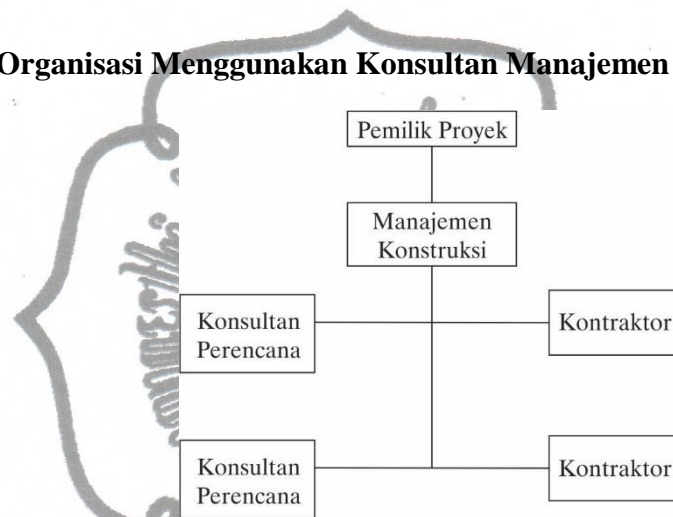 Organisasi Menggunakan Konsultan Manajemen
Pemilik Proyek
Manajemen
Konstruksi
Konsultan
Perencana
Kontraktor
Konsultan
Perencana
Kontraktor